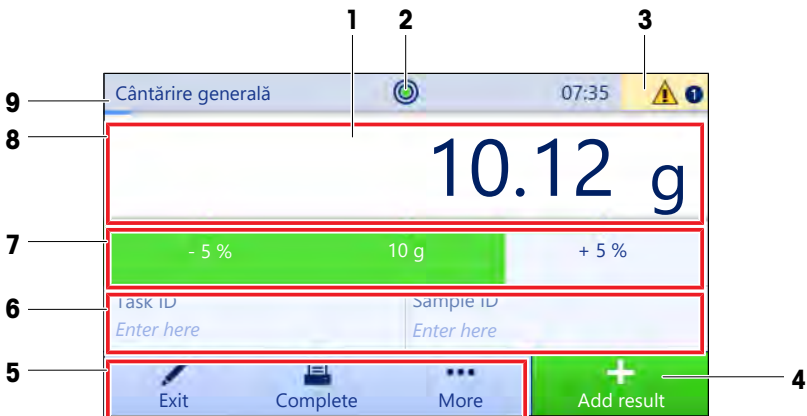 1 2 3
9 Cântărire generală 07:35 1
8 10.12 g
7 - 5 % 10 g + 5 %
6 Task ID Sample ID
Enter here Enter here
5 Exit Complete More Add result 4